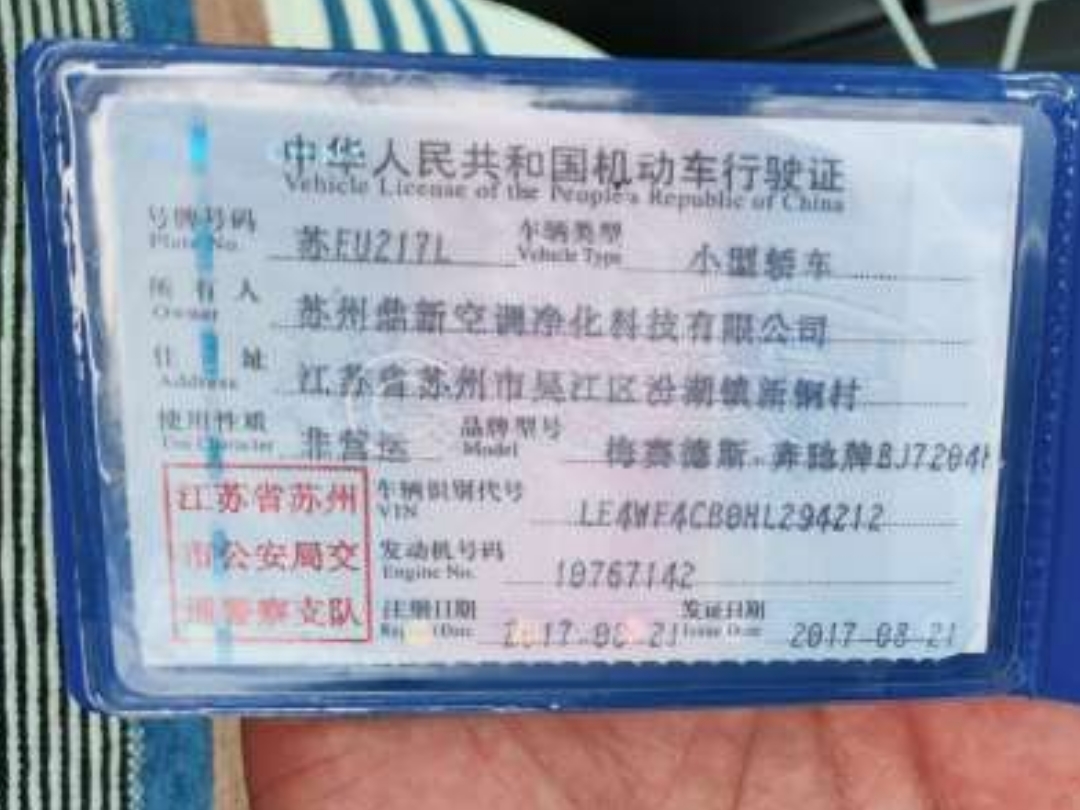 中华人民共和国机动车行驶证
Vehicle License of the People's Republic of China
号牌号码 苏EU217L 车辆类型 小型轿车
Plate No. Vehicle Type
所有人 苏州鼎新空调净化科技有限公司
Owner
住址 江苏省苏州市吴江区汾湖镇新钢村
Address
使用性质 非营运 品牌型号 梅赛德斯-奔驰牌BJ7204
Use Character Model
江苏省苏州
市公安局交
通警察支队
车辆识别代号 LE4WF4CB0HL294212
VIN
发动机号码 10767142
Engine No.
注册日期 2017-08-21 发证日期 2017-08-21
Date Issue Date